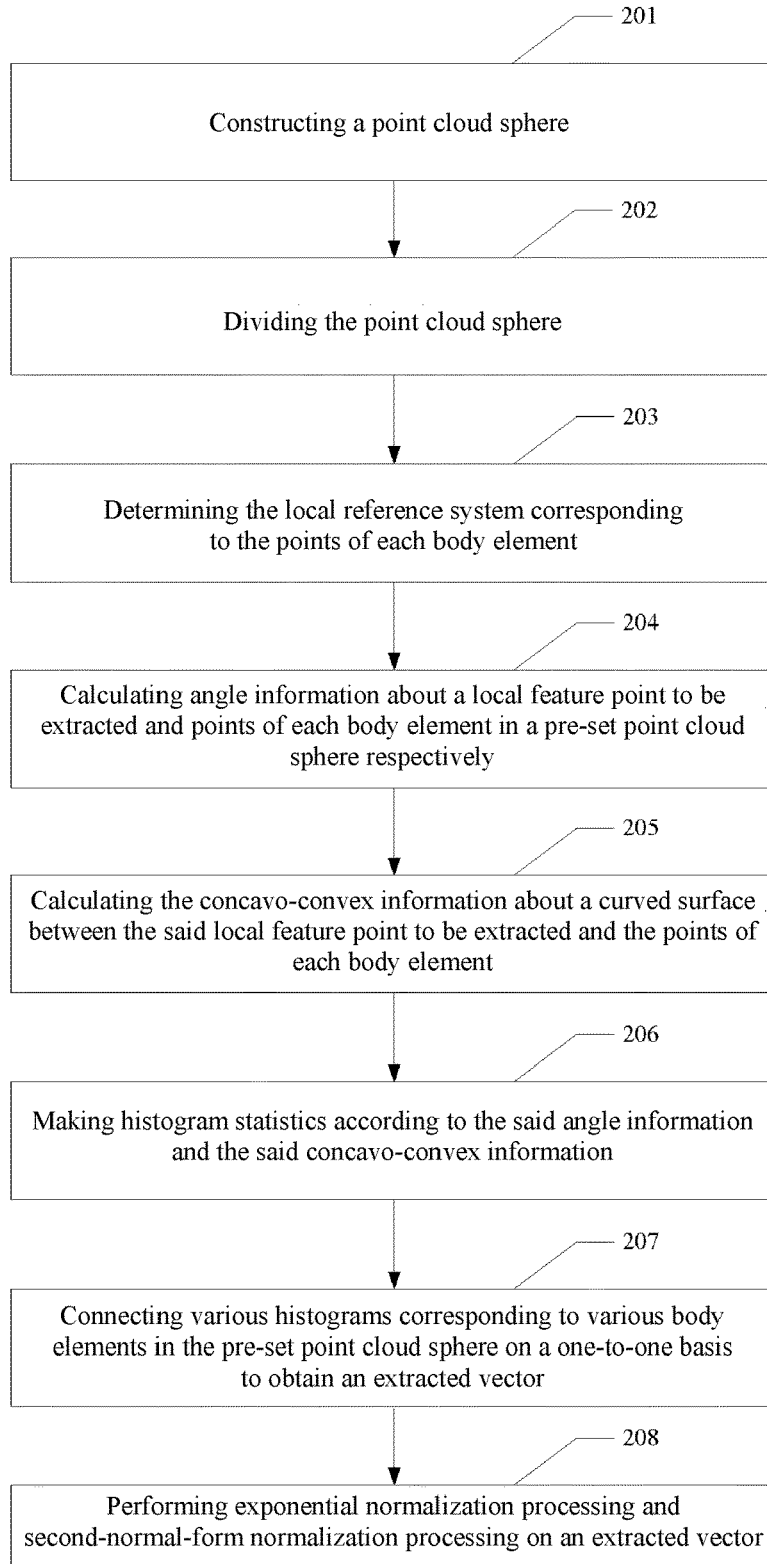 201
Constructing a point cloud sphere
202
Dividing the point cloud sphere
203
Determining the local reference system corresponding
to the points of each body element
204
Calculating angle information about a local feature point to be
extracted and points of each body element in a pre-set point cloud
sphere respectively
205
Calculating the concavo-convex information about a curved surface
between the said local feature point to be extracted and the points of
each body element
206
Making histogram statistics according to the said angle information
and the said concavo-convex information
207
Connecting various histograms corresponding to various body
elements in the pre-set point cloud sphere on a one-to-one basis
to obtain an extracted vector
208
Performing exponential normalization processing and
second-normal-form normalization processing on an extracted vector